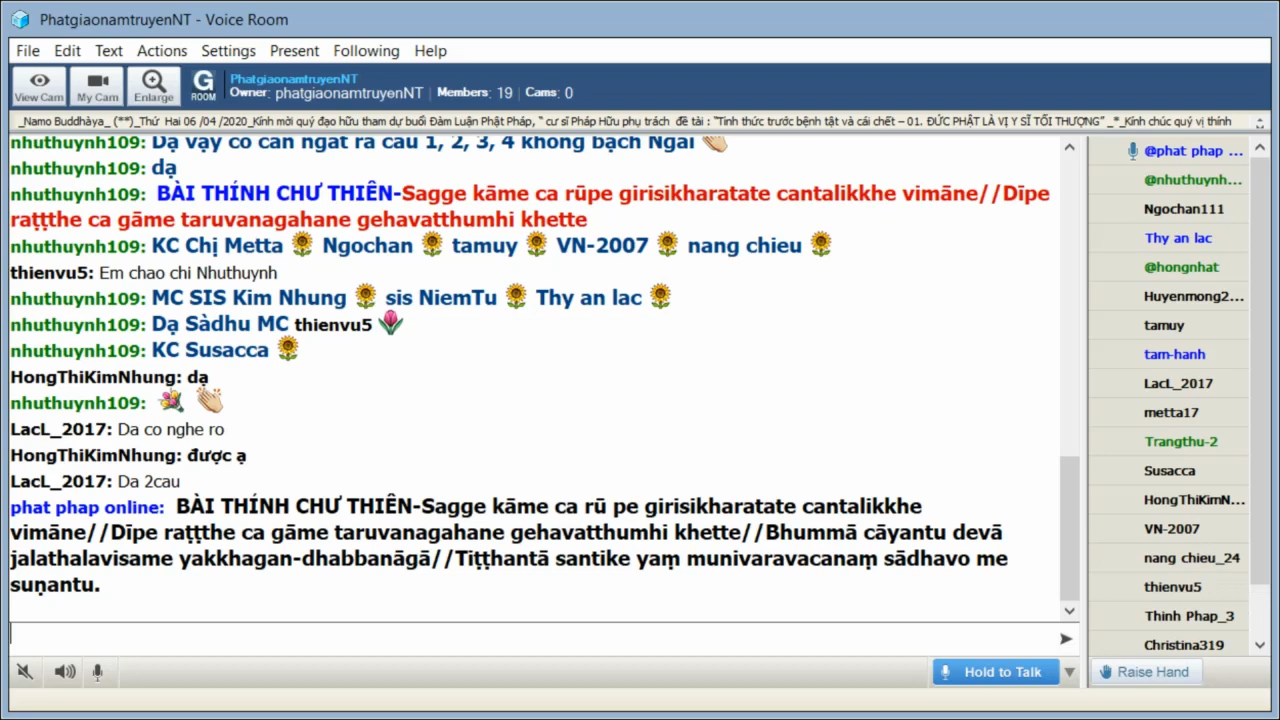 PhatgiaonamtruyenNT - Voice Room
File Edit Text Actions Settings Present Following Help
View Cam My Cam Enlarge G ROOM PhatgiaonamtruyenNT
Owner: phatgiaonamtruyenNT | Members: 19 | Cams: 0
_Namo Buddhàya_ (**)_Thứ Hai 06 /04 /2020_Kính mời quý đạo hữu tham dự buổi Đàm Luận Phật Pháp, “ cư sĩ Pháp Hữu phụ trách đề tài : “Tỉnh thức trước bệnh tật và cái chết – 01. ĐỨC PHẬT LÀ VỊ Y SĨ TỐI THƯỢNG” _*_Kính chúc quý vị thính
nhuthuynh109: Dạ vậy có cần ngắt ra câu 1, 2, 3, 4 không bạch Ngài
nhuthuynh109: dạ
nhuthuynh109: BÀI THÍNH CHƯ THIÊN-Sagge kāme ca rūpe girisikharatate cantalikkhe vimāne//Dīpe
raṭṭthe ca gāme taruvanagahane gehavatthumhi khette
nhuthuynh109: KC Chị Metta Ngochan tamuy VN-2007 nang chieu
thienvu5: Em chao chi Nhuthuynh
nhuthuynh109: MC SIS Kim Nhung sis NiemTu Thy an lac
nhuthuynh109: Dạ Sàdhu MC thienvu5
nhuthuynh109: KC Susacca
HongThiKimNhung: dạ
nhuthuynh109:
LacL_2017: Da co nghe ro
HongThiKimNhung: được ạ
LacL_2017: Da 2cau
phat phap online: BÀI THÍNH CHƯ THIÊN-Sagge kāme ca rū pe girisikharatate cantalikkhe
vimāne//Dīpe raṭṭthe ca gāme taruvanagahane gehavatthumhi khette//Bhummā cāyantu devā
jalathalavisame yakkhagan-dhabbanāgā//Tiṭṭhantā santike yaṃ munivaravacanaṃ sādhavo me
suṇantu.
@phat phap ...
@nhuthuynh...
Ngochan111
Thy an lac
@hongnhat
Huyenmong2...
tamuy
tam-hanh
LacL_2017
metta17
Trangthu-2
Susacca
HongThiKimN...
VN-2007
nang chieu_24
thienvu5
Thinh Phap_3
Christina319
Hold to Talk
Raise Hand